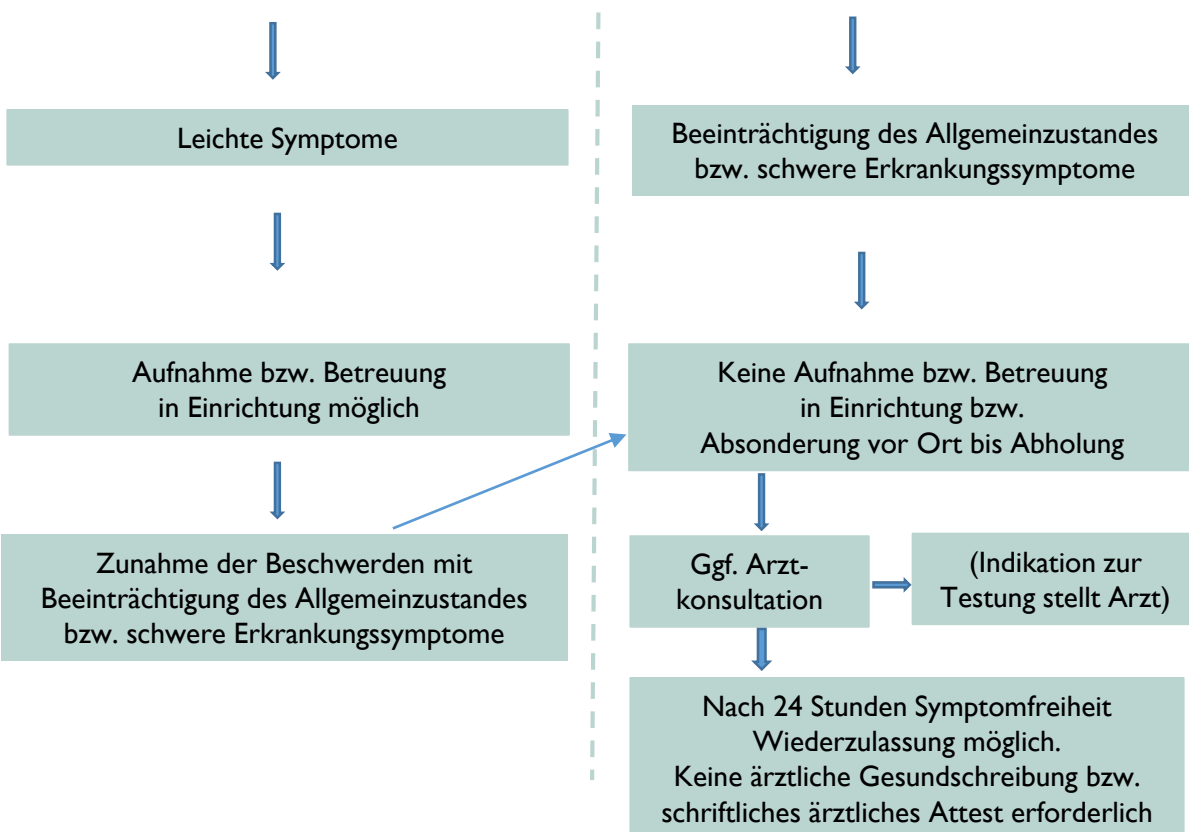 Leichte Symptome
Aufnahme bzw. Betreuung
in Einrichtung möglich
Zunahme der Beschwerden mit
Beeinträchtigung des Allgemeinzustandes
bzw. schwere Erkrankungssymptome
Beeinträchtigung des Allgemeinzustandes
bzw. schwere Erkrankungssymptome
Keine Aufnahme bzw. Betreuung
in Einrichtung bzw.
Absonderung vor Ort bis Abholung
Ggf. Arzt-
konsultation
(Indikation zur
Testung stellt Arzt)
Nach 24 Stunden Symptomfreiheit
Wiederzulassung möglich.
Keine ärztliche Gesundschreibung bzw.
schriftliches ärztliches Attest erforderlich